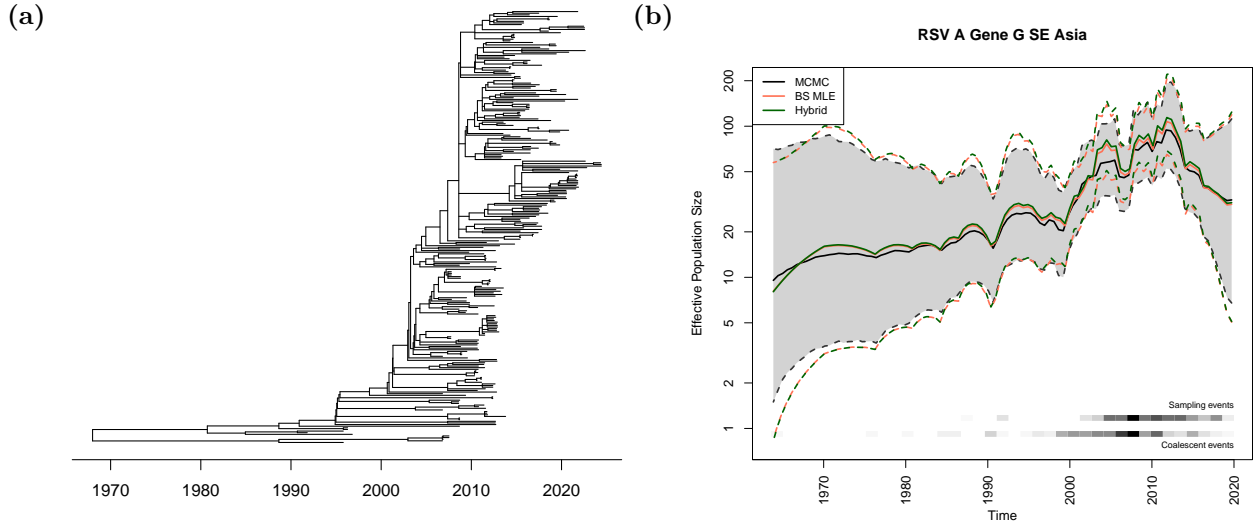 (a)
1970 1980 1990 2000 2010 2020
(b)
RSV A Gene G SE Asia
MCMC
BS MLE
Hybrid
Effective Population Size
200
100
50
20
10
5
2
1
Sampling events
Coalescent events
1970 1980 1990 2000 2010 2020
Time